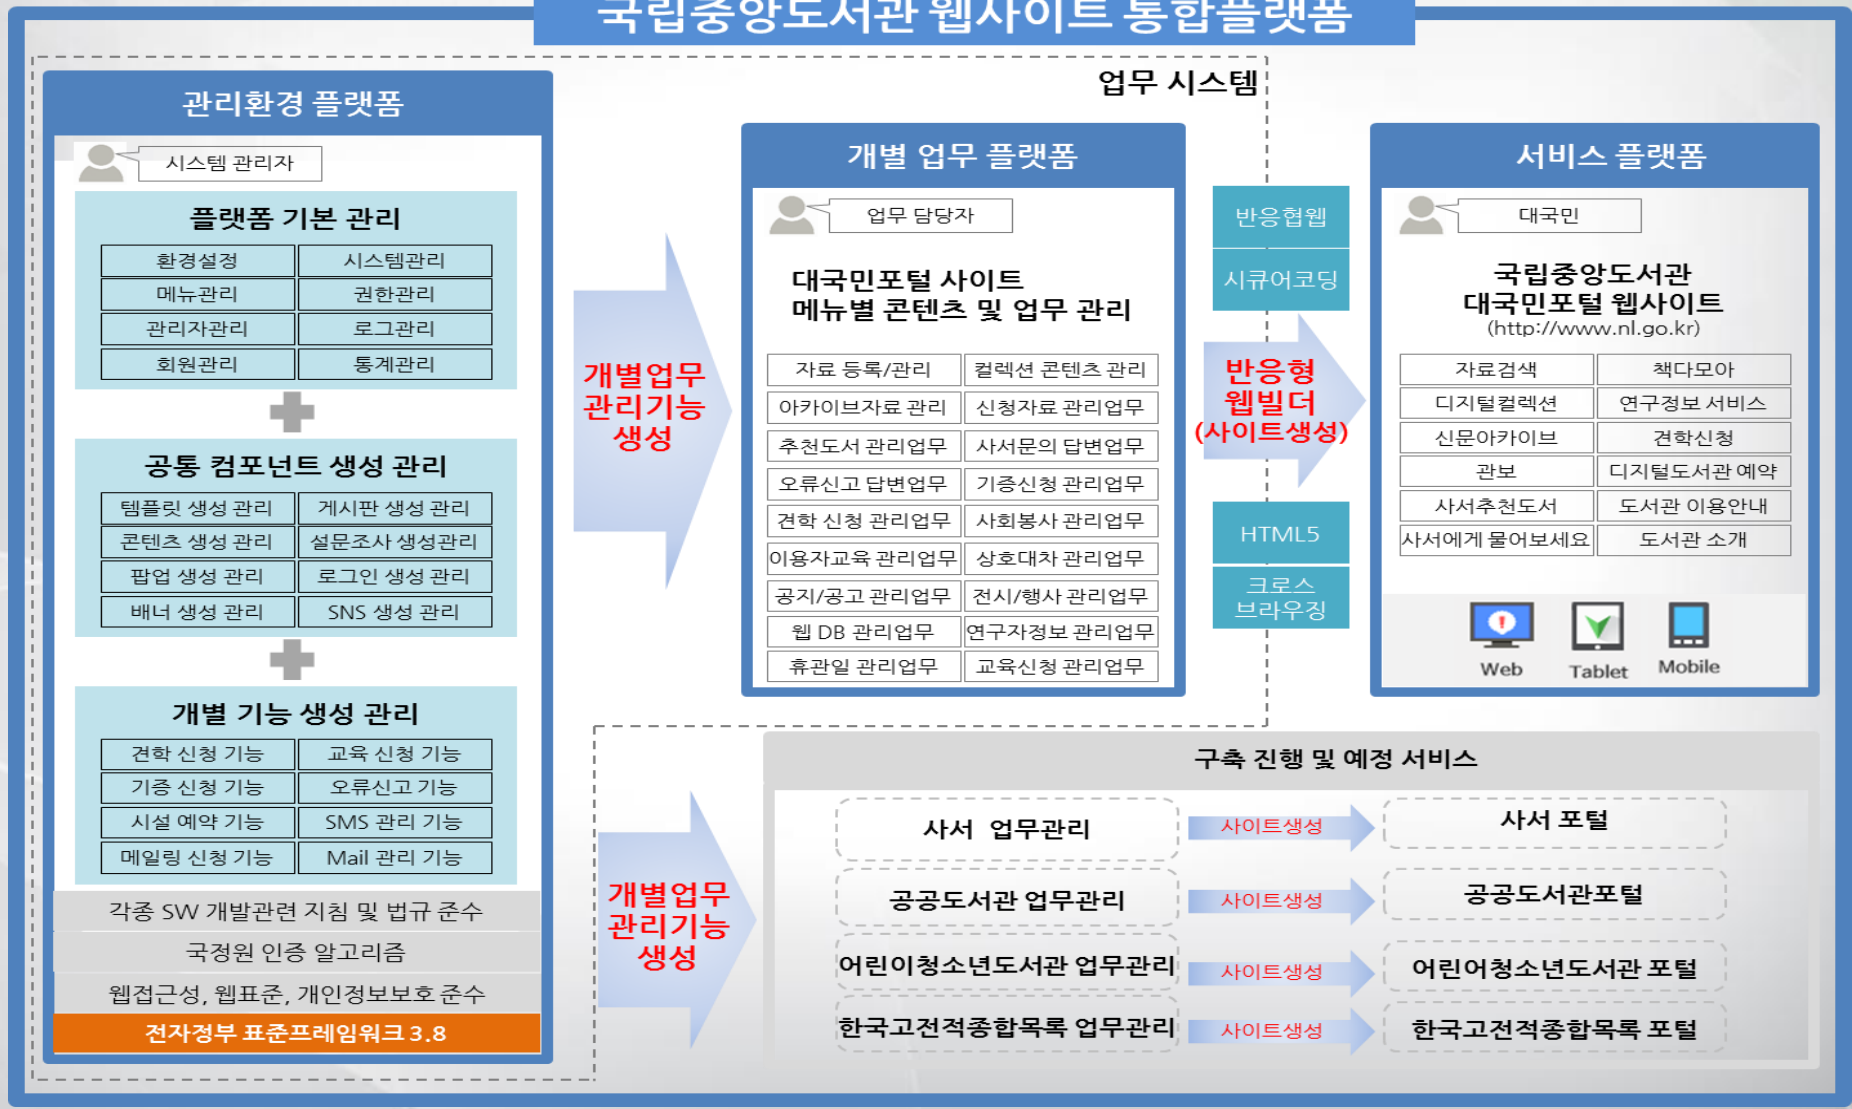 국립중앙도서관 웹사이트 통합플랫폼
업무 시스템
관리환경 플랫폼
시스템 관리자
플랫폼 기본 관리
환경설정 시스템관리
메뉴관리 권한관리
관리자관리 로그관리
회원관리 통계관리
공통 컴포넌트 생성 관리
템플릿 생성 관리 게시판 생성 관리
콘텐츠 생성 관리 설문조사 생성관리
팝업 생성 관리 로그인 생성 관리
배너 생성 관리 SNS 생성 관리
개별 기능 생성 관리
견학 신청 기능 교육 신청 기능
기증 신청 기능 오류신고 기능
시설 예약 기능 SMS 관리 기능
메일링 신청 기능 Mail 관리 기능
각종 SW 개발관련 지침 및 법규 준수
국정원 인증 알고리즘
웹접근성, 웹표준, 개인정보보호 준수
전자정부 표준프레임워크 3.8
개별업무
관리기능
생성
개별 업무 플랫폼
업무 담당자
대국민포털 사이트
메뉴별 콘텐츠 및 업무 관리
자료 등록/관리 컬렉션 콘텐츠 관리
아카이브자료 관리 신청자료 관리업무
추천도서 관리업무 사서문의 답변업무
오류신고 답변업무 기증신청 관리업무
견학 신청 관리업무 사회봉사 관리업무
이용자교육 관리업무 상호대차 관리업무
공지/공고 관리업무 전시/행사 관리업무
웹 DB 관리업무 연구자정보 관리업무
휴관일 관리업무 교육신청 관리업무
반응협웹
시큐어코딩
반응형
웹빌더
(사이트생성)
HTML5
크로스
브라우징
서비스 플랫폼
대국민
국립중앙도서관
대국민포털 웹사이트
(http://www.nl.go.kr)
자료검색 책다모아
디지털컬렉션 연구정보 서비스
신문아카이브 견학신청
관보 디지털도서관 예약
사서추천도서 도서관 이용안내
사서에게 물어보세요 도서관 소개
Web Tablet Mobile
개별업무
관리기능
생성
구축 진행 및 예정 서비스
사서 업무관리 사이트생성 사서 포털
공공도서관 업무관리 사이트생성 공공도서관포털
어린이청소년도서관 업무관리 사이트생성 어린어청소년도서관 포털
한국고전적종합목록 업무관리 사이트생성 한국고전적종합목록 포털